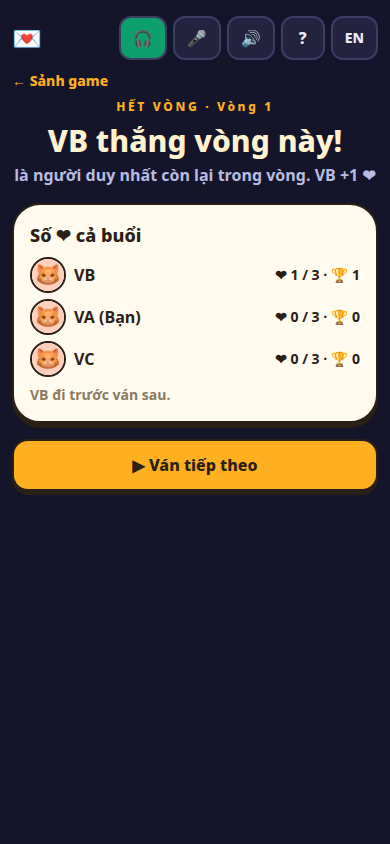 EN
?
← Sảnh game
HẾT VÒNG · Vòng 1
VB thắng vòng này!
là người duy nhất còn lại trong vòng. VB +1 ❤
Số ❤ cả buổi
VB ❤ 1 / 3 · 🏆 1
VA (Bạn) ❤ 0 / 3 · 🏆 0
VC ❤ 0 / 3 · 🏆 0
VB đi trước ván sau.
▶ Ván tiếp theo